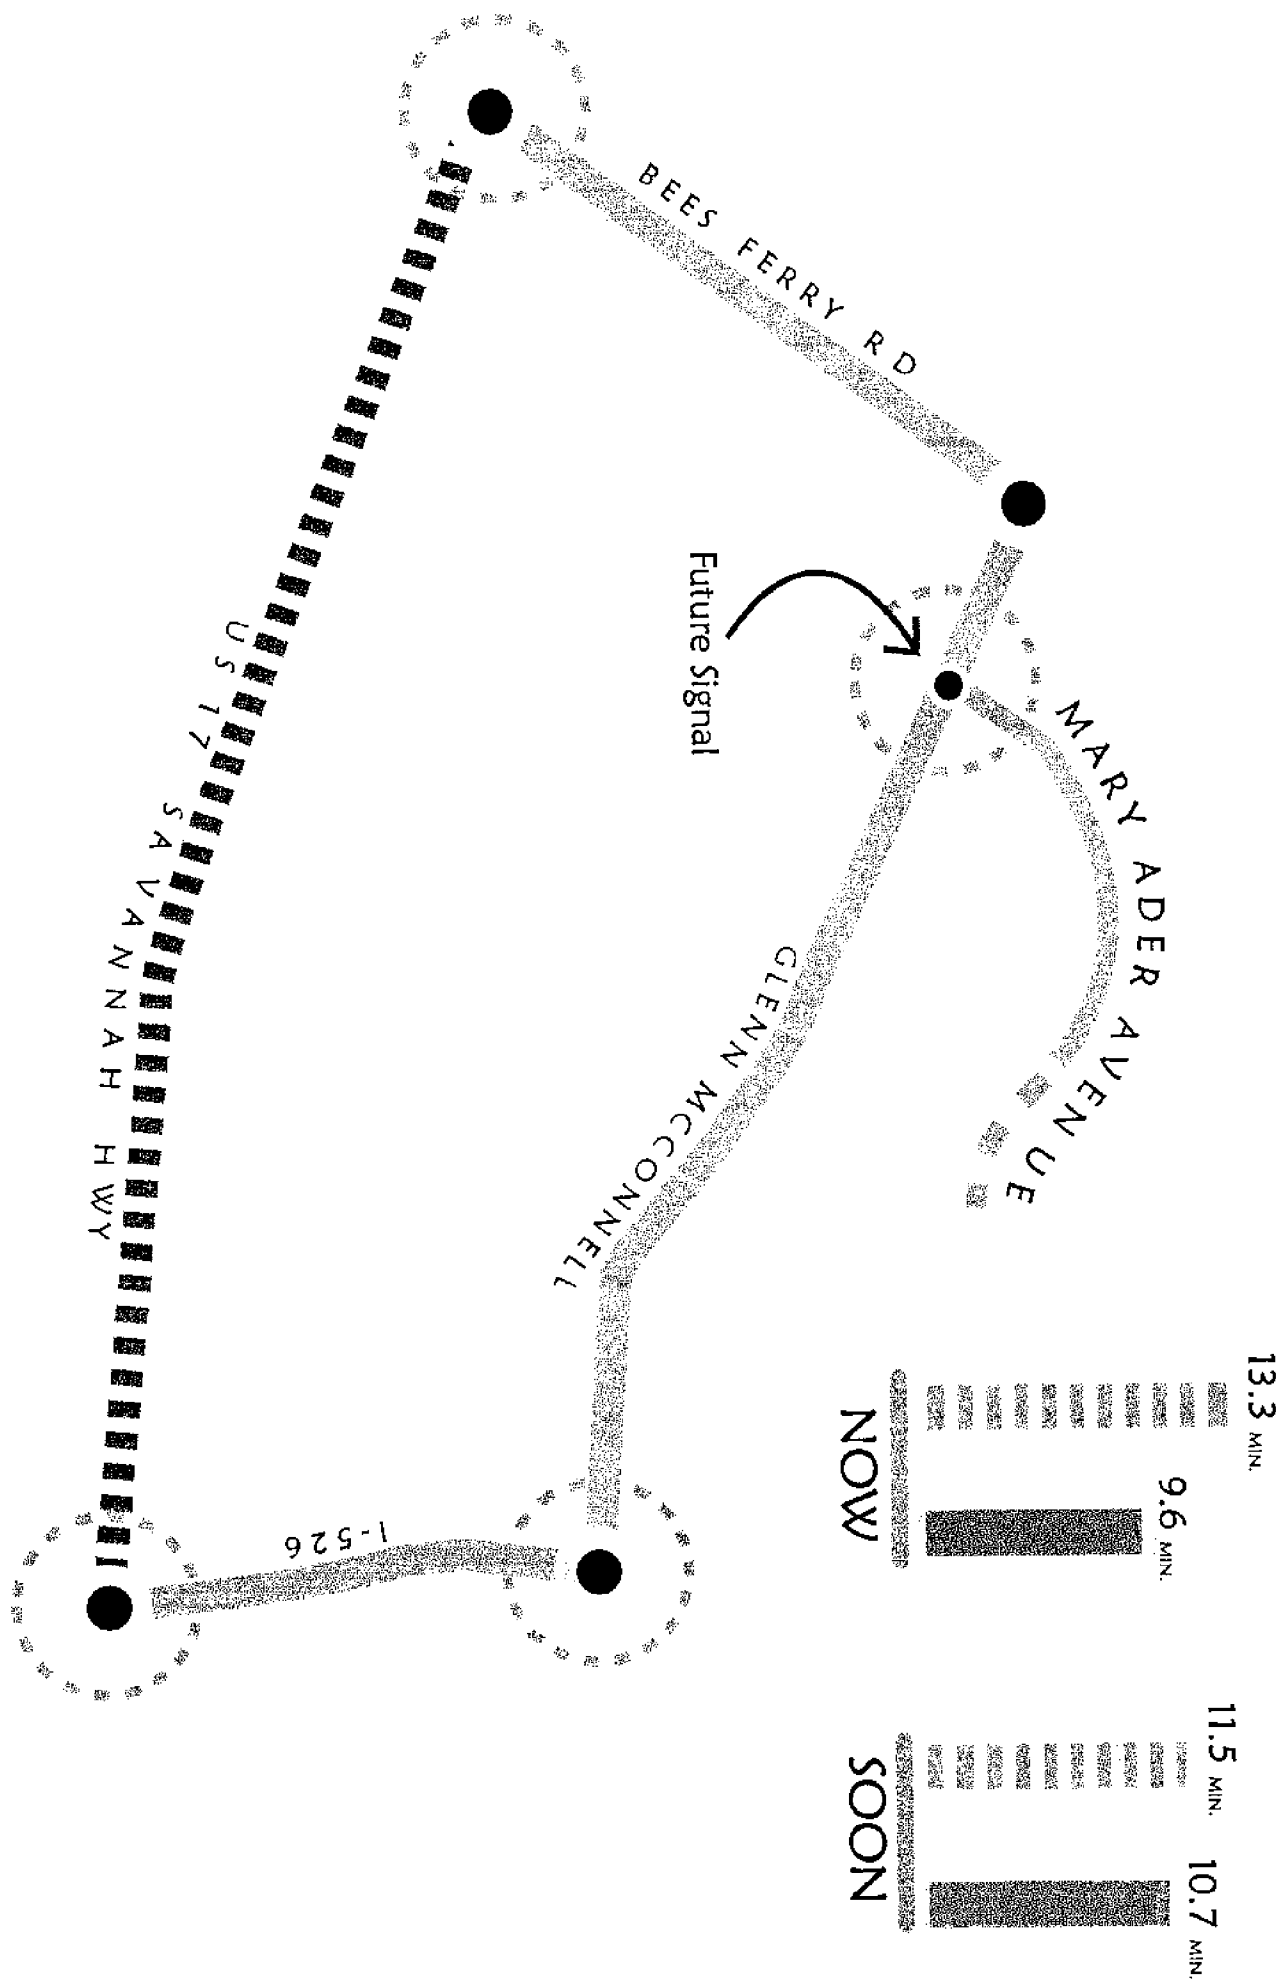 BEES FERRY RD
MARY ADER AVENUE
Future Signal
GLENN MCCONNELL
US 17 SAVANNAH HWY
I-526
13.3 MIN.
9.6 MIN.
NOW
11.5 MIN.
10.7 MIN.
SOON